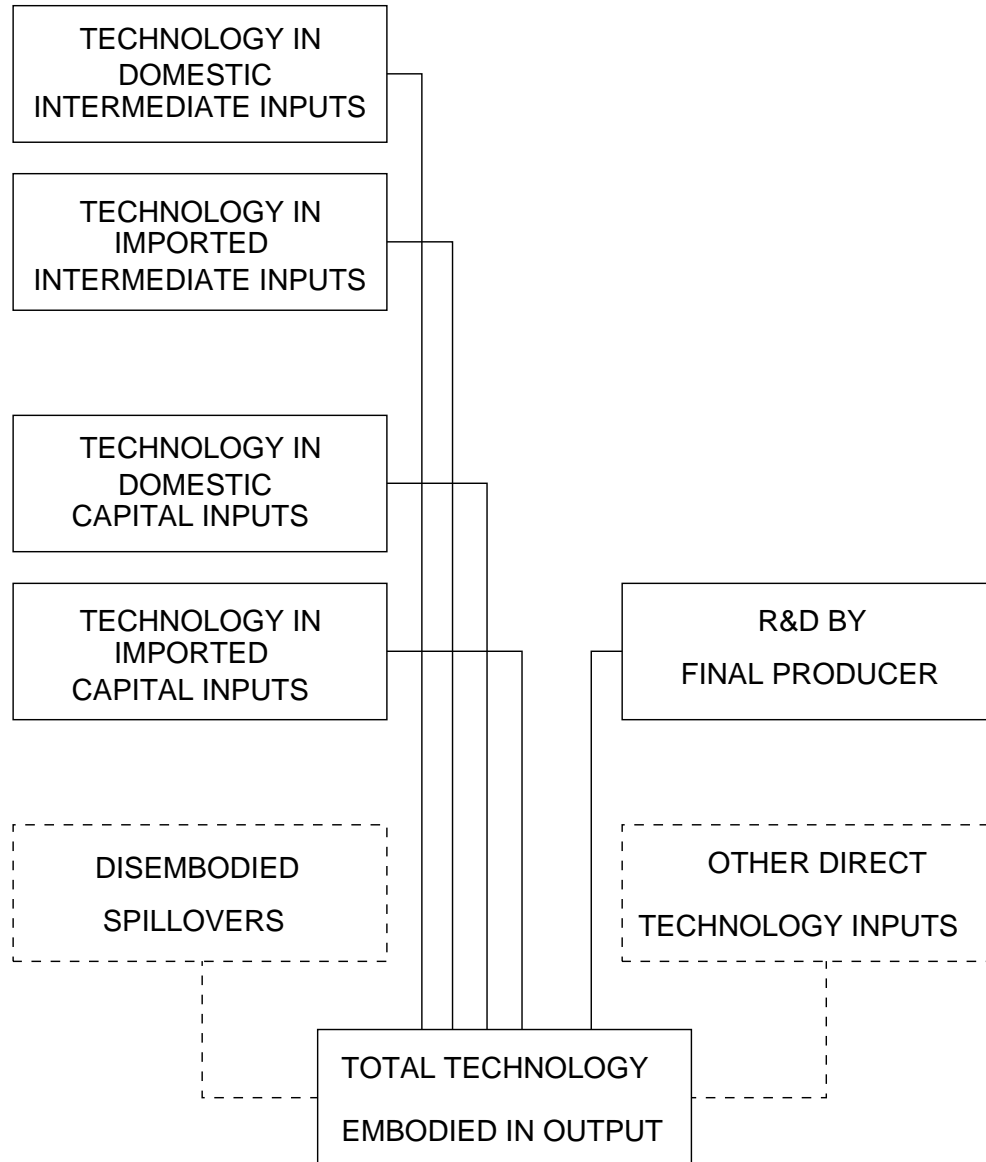 TECHNOLOGY IN
DOMESTIC
INTERMEDIATE INPUTS
TECHNOLOGY IN
IMPORTED
INTERMEDIATE INPUTS
TECHNOLOGY IN
DOMESTIC
CAPITAL INPUTS
TECHNOLOGY IN
IMPORTED
CAPITAL INPUTS
R&D BY
FINAL PRODUCER
DISEMBODIED
SPILLOVERS
OTHER DIRECT
TECHNOLOGY INPUTS
TOTAL TECHNOLOGY
EMBODIED IN OUTPUT